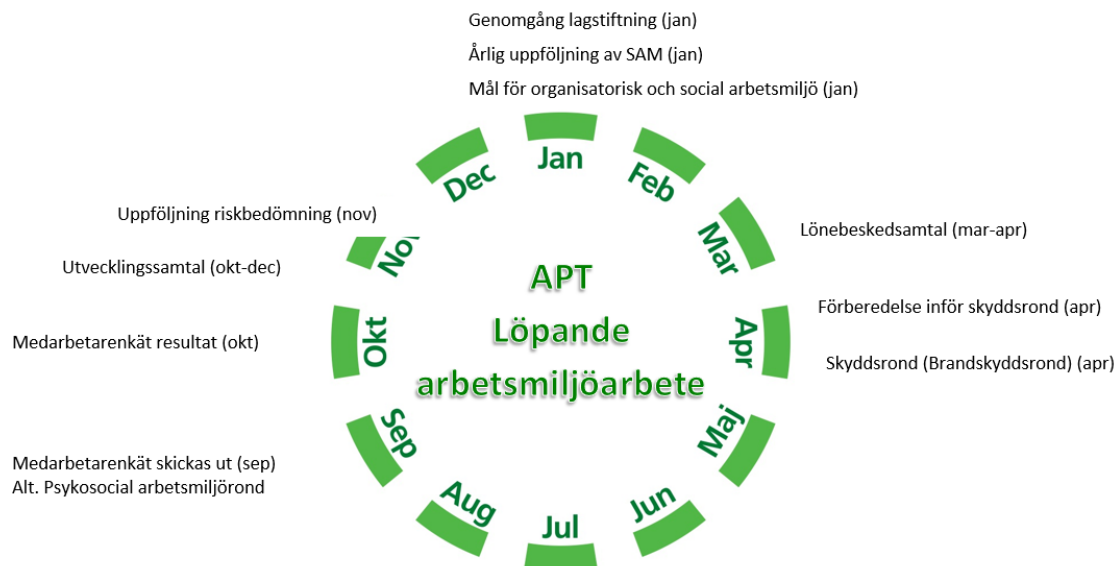 Genomgång lagstiftning (jan)
Årlig uppföljning av SAM (jan)
Mål för organisatorisk och social arbetsmiljö (jan)
Jan
Feb
Mar
Apr
Maj
Jun
Jul
Aug
Sep
Okt
Nov
Dec
Lönebeskedsamtal (mar-apr)
Förberedelse inför skyddsrond (apr)
Skyddsrond (Brandskyddsrond) (apr)
Medarbetarenkät skickas ut (sep)
Alt. Psykosocial arbetsmiljörond
Medarbetarenkät resultat (okt)
Utvecklingssamtal (okt-dec)
Uppföljning riskbedömning (nov)
APT
Löpande
arbetsmiljöarbete